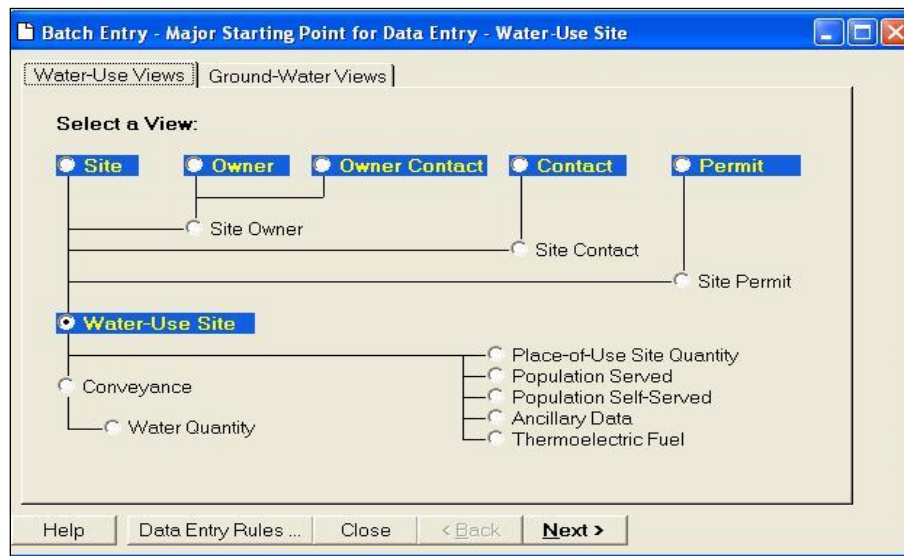 Batch Entry - Major Starting Point for Data Entry - Water-Use Site
Water-Use Views Ground-Water Views
Select a View:
Site Owner Owner Contact Contact Permit
Site Owner
Site Contact
Site Permit
Water-Use Site
Place-of-Use Site Quantity
Population Served
Conveyance
Population Self-Served
Ancillary Data
Water Quantity
Thermoelectric Fuel
Help Data Entry Rules ... Close < Back Next >